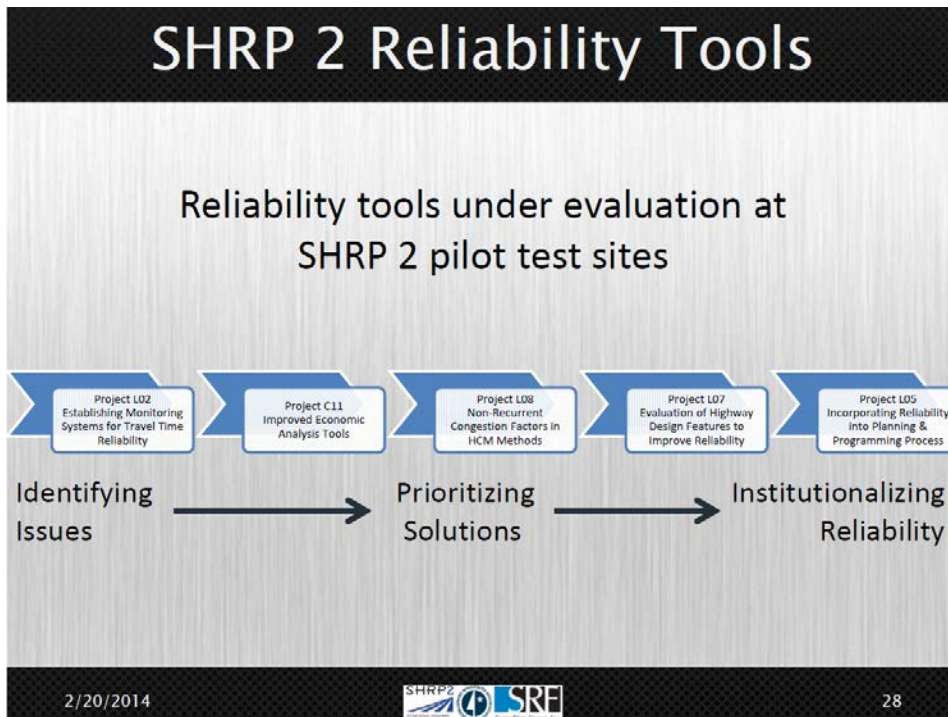 SHRP 2 Reliability Tools
Reliability tools under evaluation at
SHRP 2 pilot test sites
Project L02
Establishing Monitoring
Systems for Travel Time
Reliability
Project C11
Improved Economic
Analysis Tools
Project L08
Non-Recurrent
Congestion Factors in
HCM Methods
Project L07
Evaluation of Highway
Design Features to
Improve Reliability
Project L05
Incorporating Reliability
into Planning &
Programming Process
Identifying
Issues
Prioritizing
Solutions
Institutionalizing
Reliability
2/20/2014
SHRP2
SRF
28